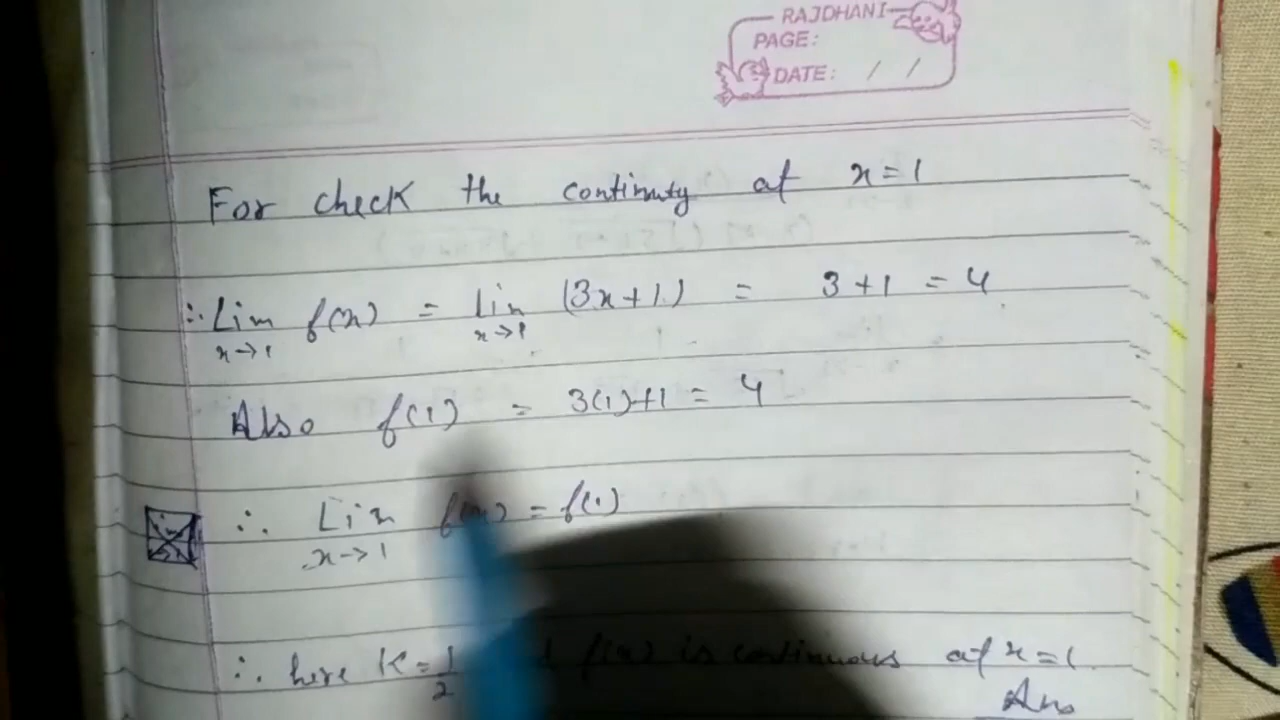 RAJDHANI
PAGE:
DATE: / /
For check the continuty at x=1
∴ Lim f(x) = lim (3x+1) = 3+1 = 4
x→1 x→1
Also f(1) = 3(1)+1 = 4
∴ Lim f(x) = f(1)
x→1
∴ here K=1/2 f(x) is continuous at x=1
Ans